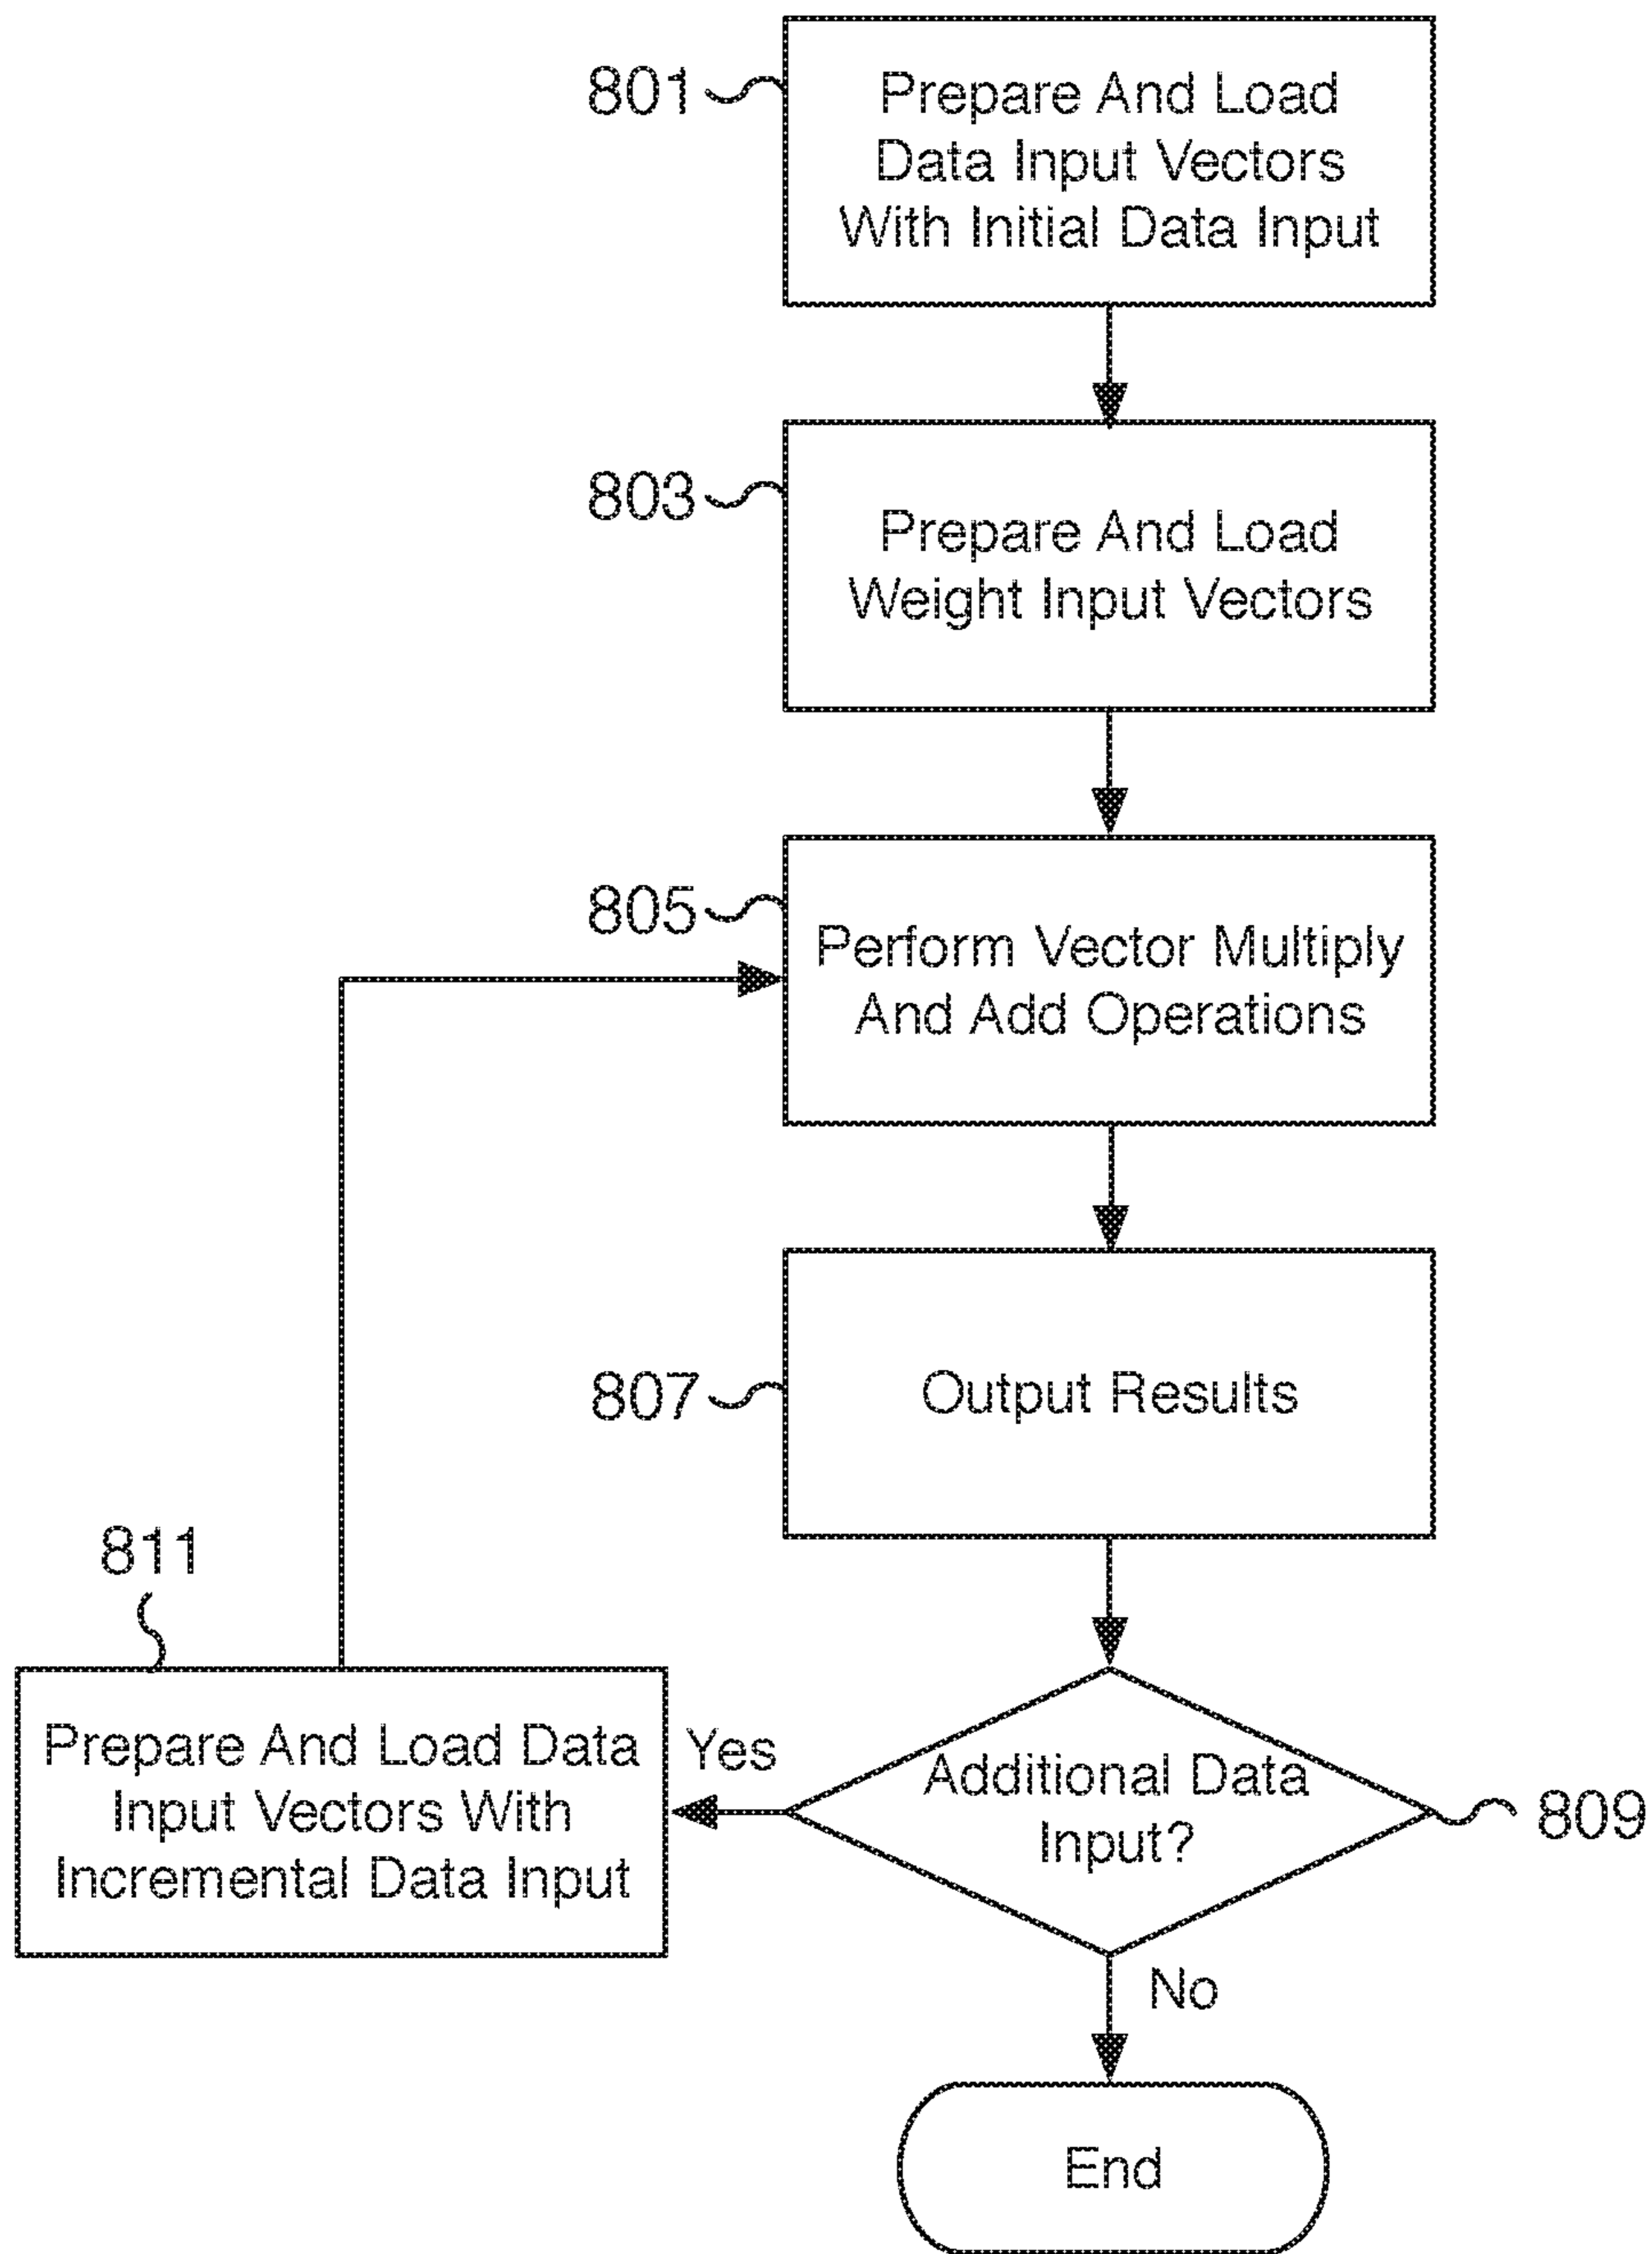 801
Prepare And Load
Data Input Vectors
With Initial Data Input
803
Prepare And Load
Weight Input Vectors
805
Perform Vector Multiply
And Add Operations
807
Output Results
811
Prepare And Load Data
Input Vectors With
Incremental Data Input
Yes
Additional Data
Input?
809
No
End